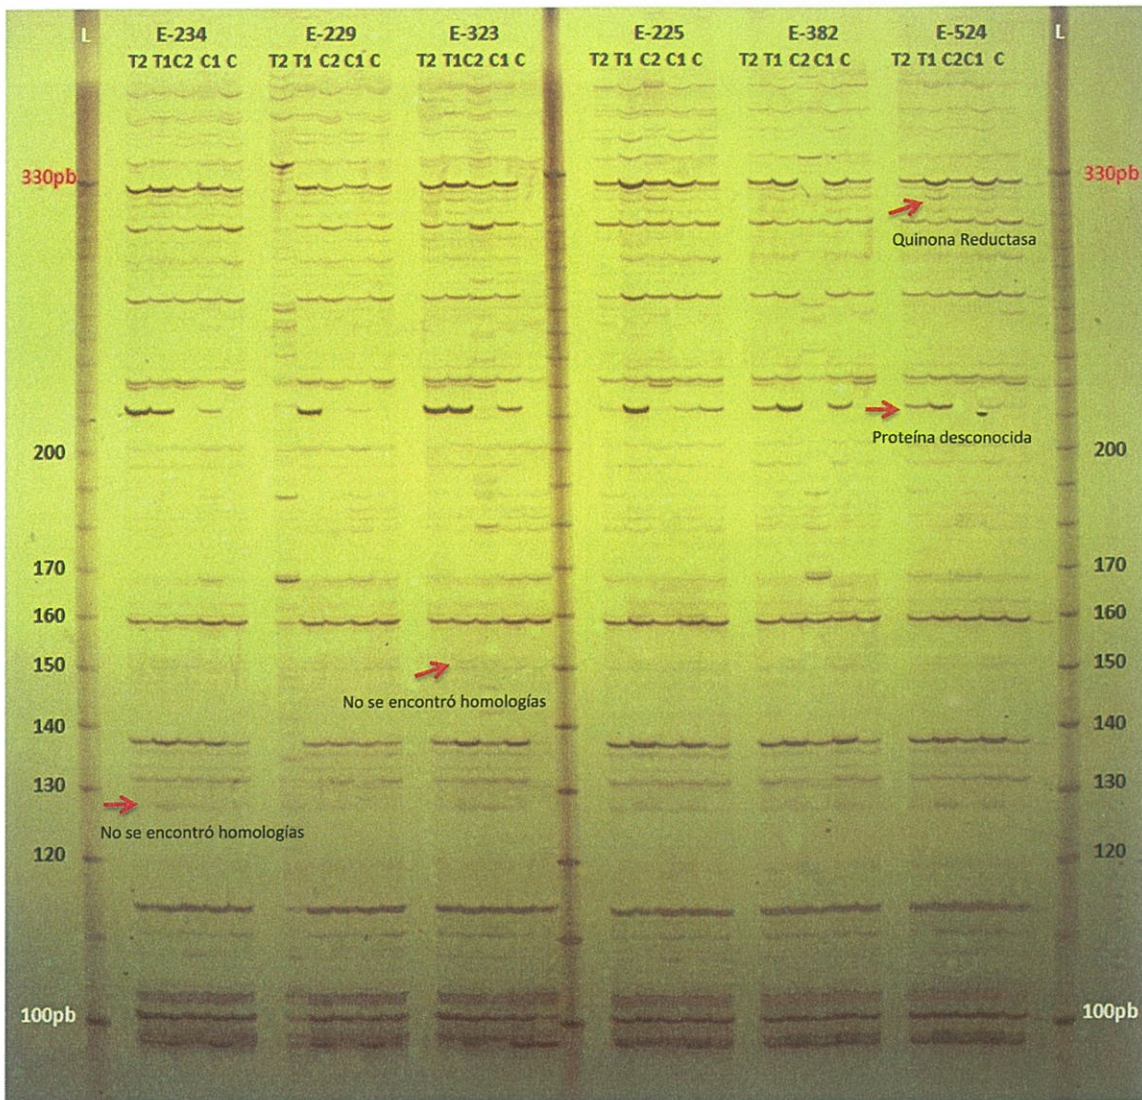 L E-234 E-229 E-323 E-225 E-382 E-524 L
T2 T1C2 C1 C T2 T1 C2 C1 C T2 T1C2 C1 C T2 T1 C2 C1 C T2 T1 C2 C1 C T2 T1 C2C1 C
330pb 330pb
Quinona Reductasa
Proteína desconocida
200 200
170 170
160 160
150 150
No se encontró homologías
140 140
130 130
No se encontró homologías
120 120
100pb 100pb